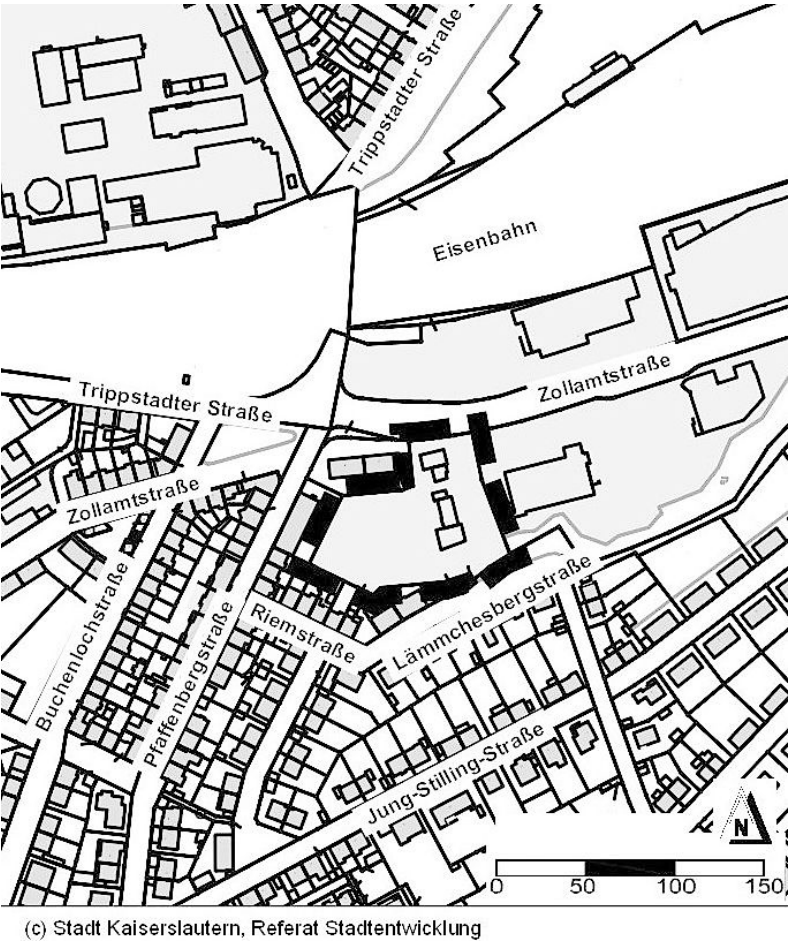 Trippstadter Straße
Eisenbahn
Zollamtstraße
Trippstadter Straße
Zollamtstraße
Buchenlochstraße
Pfaffenbergstraße
Riemstraße
Lämmchesbergstraße
Jung-Stilling-Straße
N
0 50 100 150
(c) Stadt Kaiserslautern, Referat Stadtentwicklung